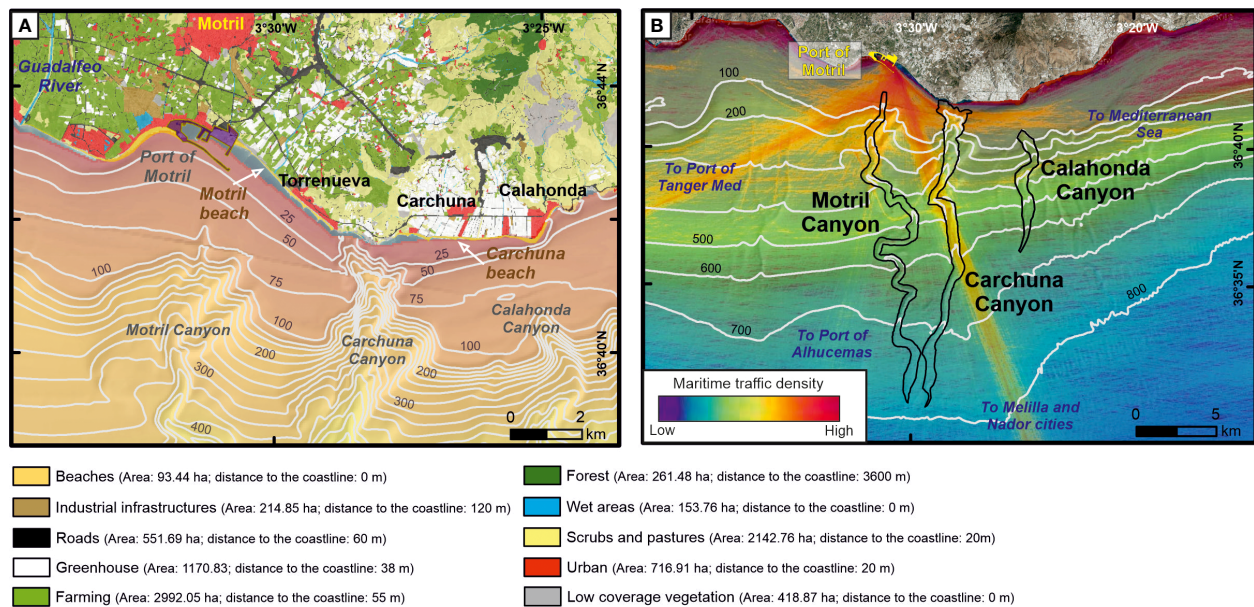 A
Motril
3°30'W
3°25'W
Guadalfeo
River
36°44'N
Port of
Motril
Motril
beach
Torrenueva
Carchuna
Calahonda
25
50
25
50
Carchuna
beach
100
75
75
Motril Canyon
100
200
300
400
Carchuna
Canyon
Calahonda
Canyon
100
200
300
36°40'N
0 2
km
B
3°30'W
3°20'W
Port of
Motril
100
200
To Mediterranean
Sea
36°40'N
To Port of
Tanger Med
Calahonda
Canyon
Motril
Canyon
500
600
Carchuna
Canyon
36°35'N
800
700
To Port of
Alhucemas
Maritime traffic density
Low
High
To Melilla and
Nador cities
0 5
km
Beaches (Area: 93.44 ha; distance to the coastline: 0 m)
Industrial infrastructures (Area: 214.85 ha; distance to the coastline: 120 m)
Roads (Area: 551.69 ha; distance to the coastline: 60 m)
Greenhouse (Area: 1170.83; distance to the coastline: 38 m)
Farming (Area: 2992.05 ha; distance to the coastline: 55 m)
Forest (Area: 261.48 ha; distance to the coastline: 3600 m)
Wet areas (Area: 153.76 ha; distance to the coastline: 0 m)
Scrubs and pastures (Area: 2142.76 ha; distance to the coastline: 20m)
Urban (Area: 716.91 ha; distance to the coastline: 20 m)
Low coverage vegetation (Area: 418.87 ha; distance to the coastline: 0 m)